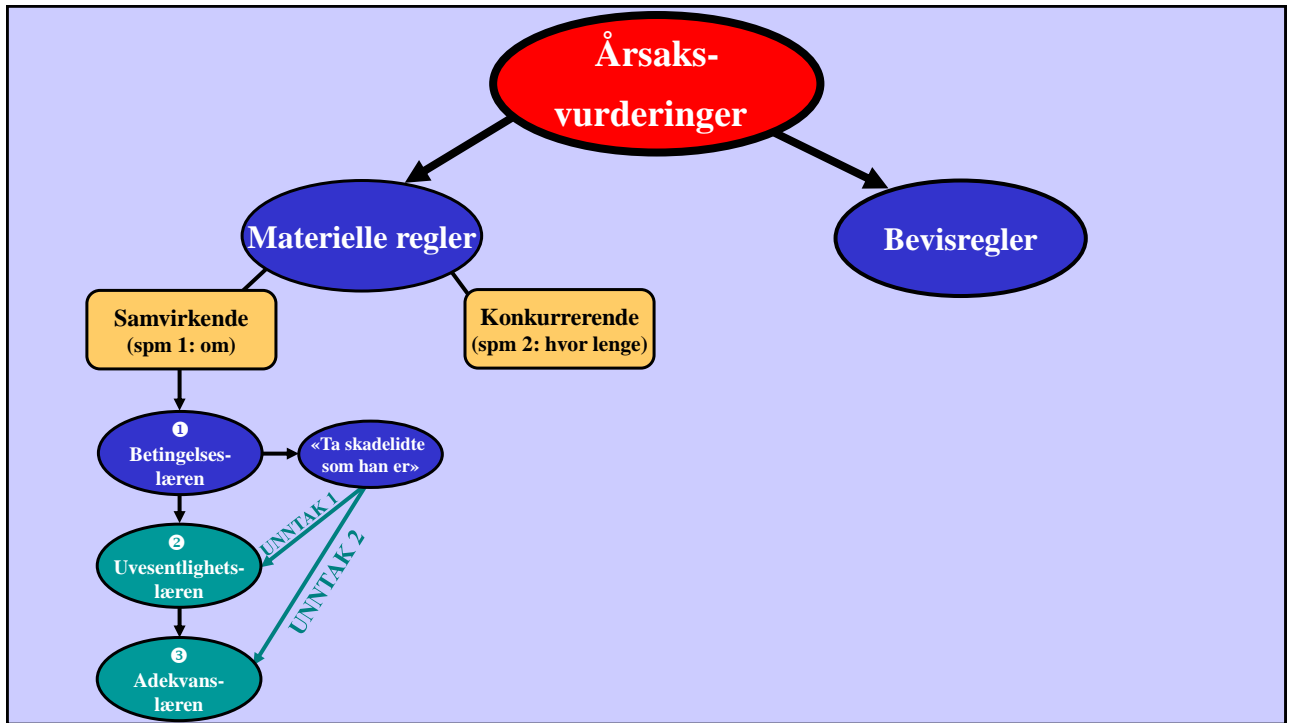 Årsaks-
vurderinger
Materielle regler
Bevisregler
Samvirkende
(spm 1: om)
Konkurrerende
(spm 2: hvor lenge)
❶
Betingelses-
læren
«Ta skadelidte
som han er»
UNNTAK 1
UNNTAK 2
❷
Uvesentlighets-
læren
❸
Adekvans-
læren